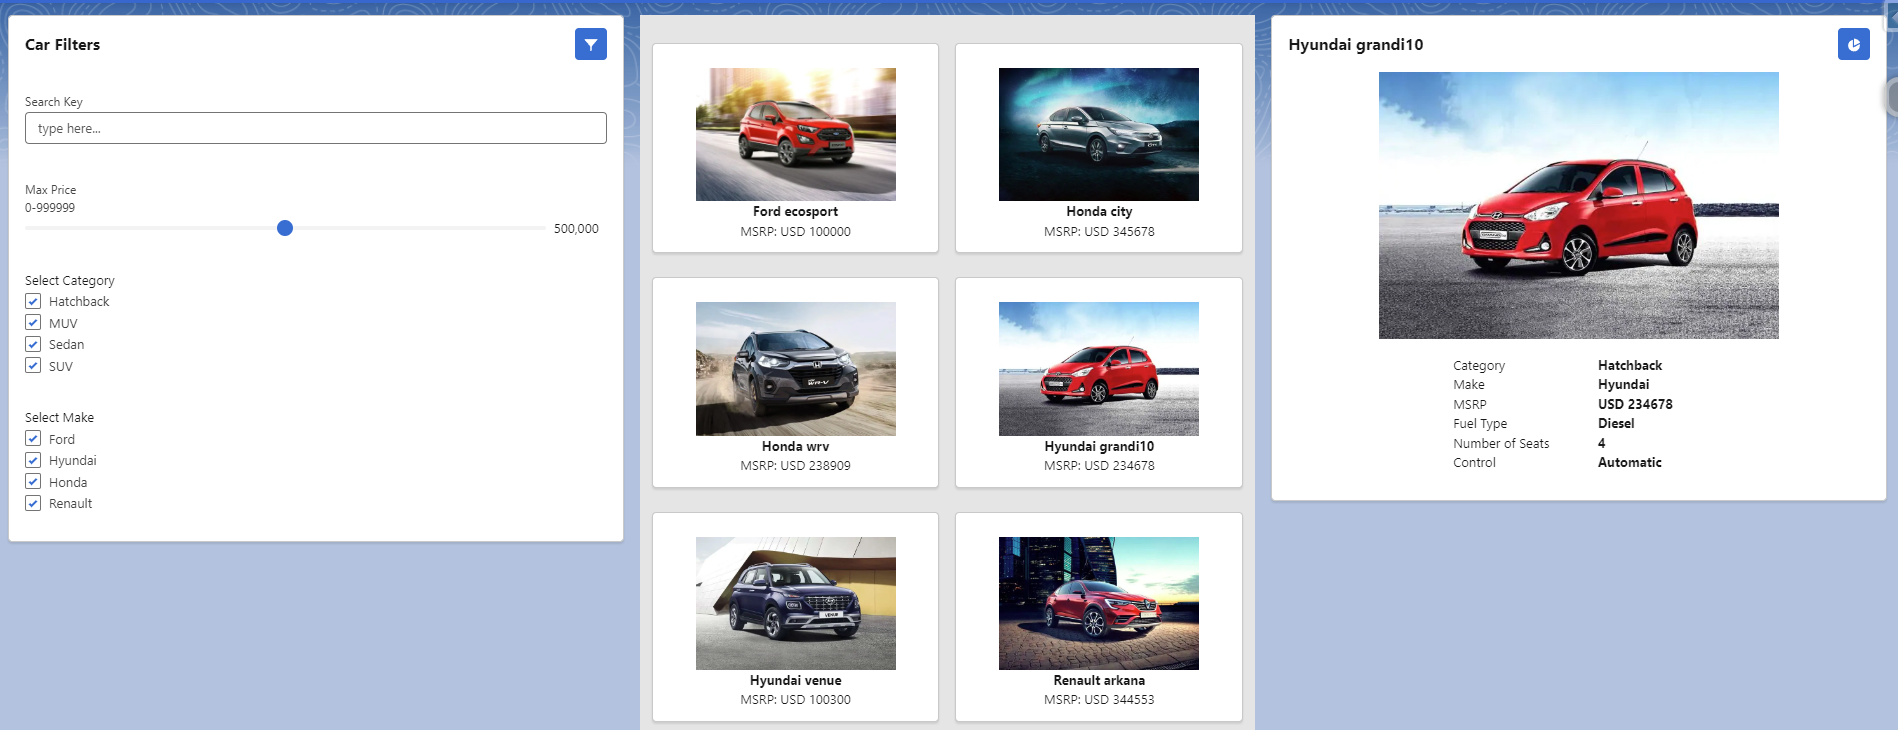 Car Filters
Search Key
type here...
Max Price
0-999999
500,000
Select Category
Hatchback
MUV
Sedan
SUV
Select Make
Ford
Hyundai
Honda
Renault
Ford ecosport
MSRP: USD 100000
Honda city
MSRP: USD 345678
WR-V
Honda wrv
MSRP: USD 238909
Hyundai grandi10
MSRP: USD 234678
VENUE
Hyundai venue
MSRP: USD 100300
Renault arkana
MSRP: USD 344553
Hyundai grandi10
Category Hatchback
Make Hyundai
MSRP USD 234678
Fuel Type Diesel
Number of Seats 4
Control Automatic